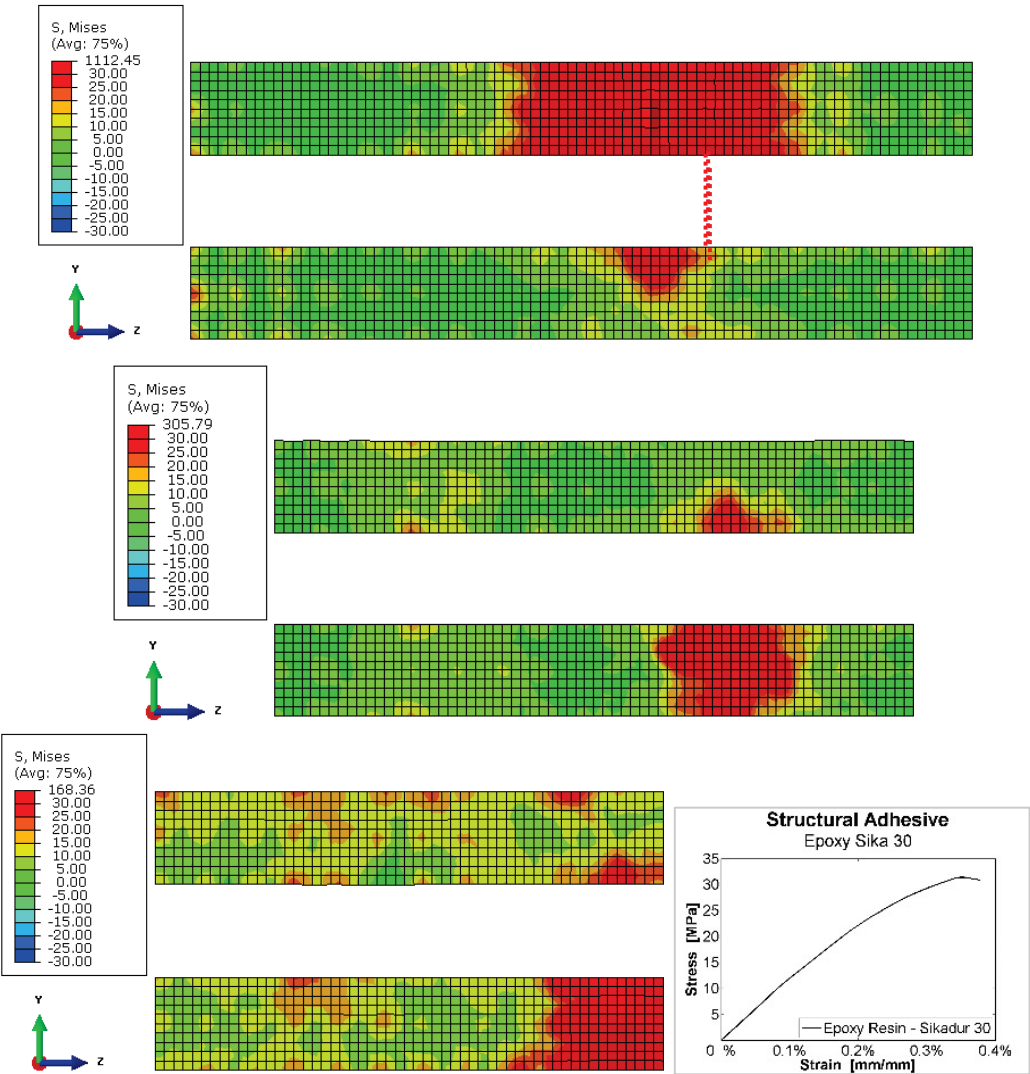 S, Mises
(Avg: 75%)
1112.45
30.00
25.00
20.00
15.00
10.00
5.00
0.00
-5.00
-10.00
-15.00
-20.00
-25.00
-30.00
Y
Z
S, Mises
(Avg: 75%)
305.79
30.00
25.00
20.00
15.00
10.00
5.00
0.00
-5.00
-10.00
-15.00
-20.00
-25.00
-30.00
Y
Z
S, Mises
(Avg: 75%)
168.36
30.00
25.00
20.00
15.00
10.00
5.00
0.00
-5.00
-10.00
-15.00
-20.00
-25.00
-30.00
Y
Z
Structural Adhesive
Epoxy Sika 30
Stress [MPa]
35
30
25
20
15
10
5
Epoxy Resin - Sikadur 30
0 % 0.1% 0.2% 0.3% 0.4%
Strain [mm/mm]